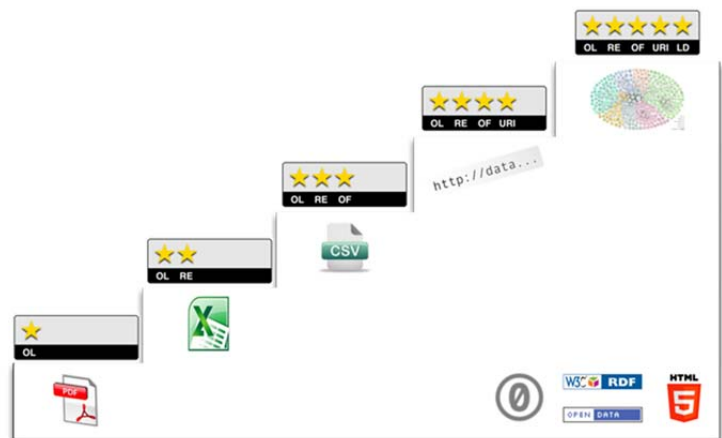 OL RE OF URI LD
OL RE OF URI
http://data...
OL RE OF
CSV
OL RE
X
OL
PDF
0
W3C RDF
OPEN DATA
HTML
5